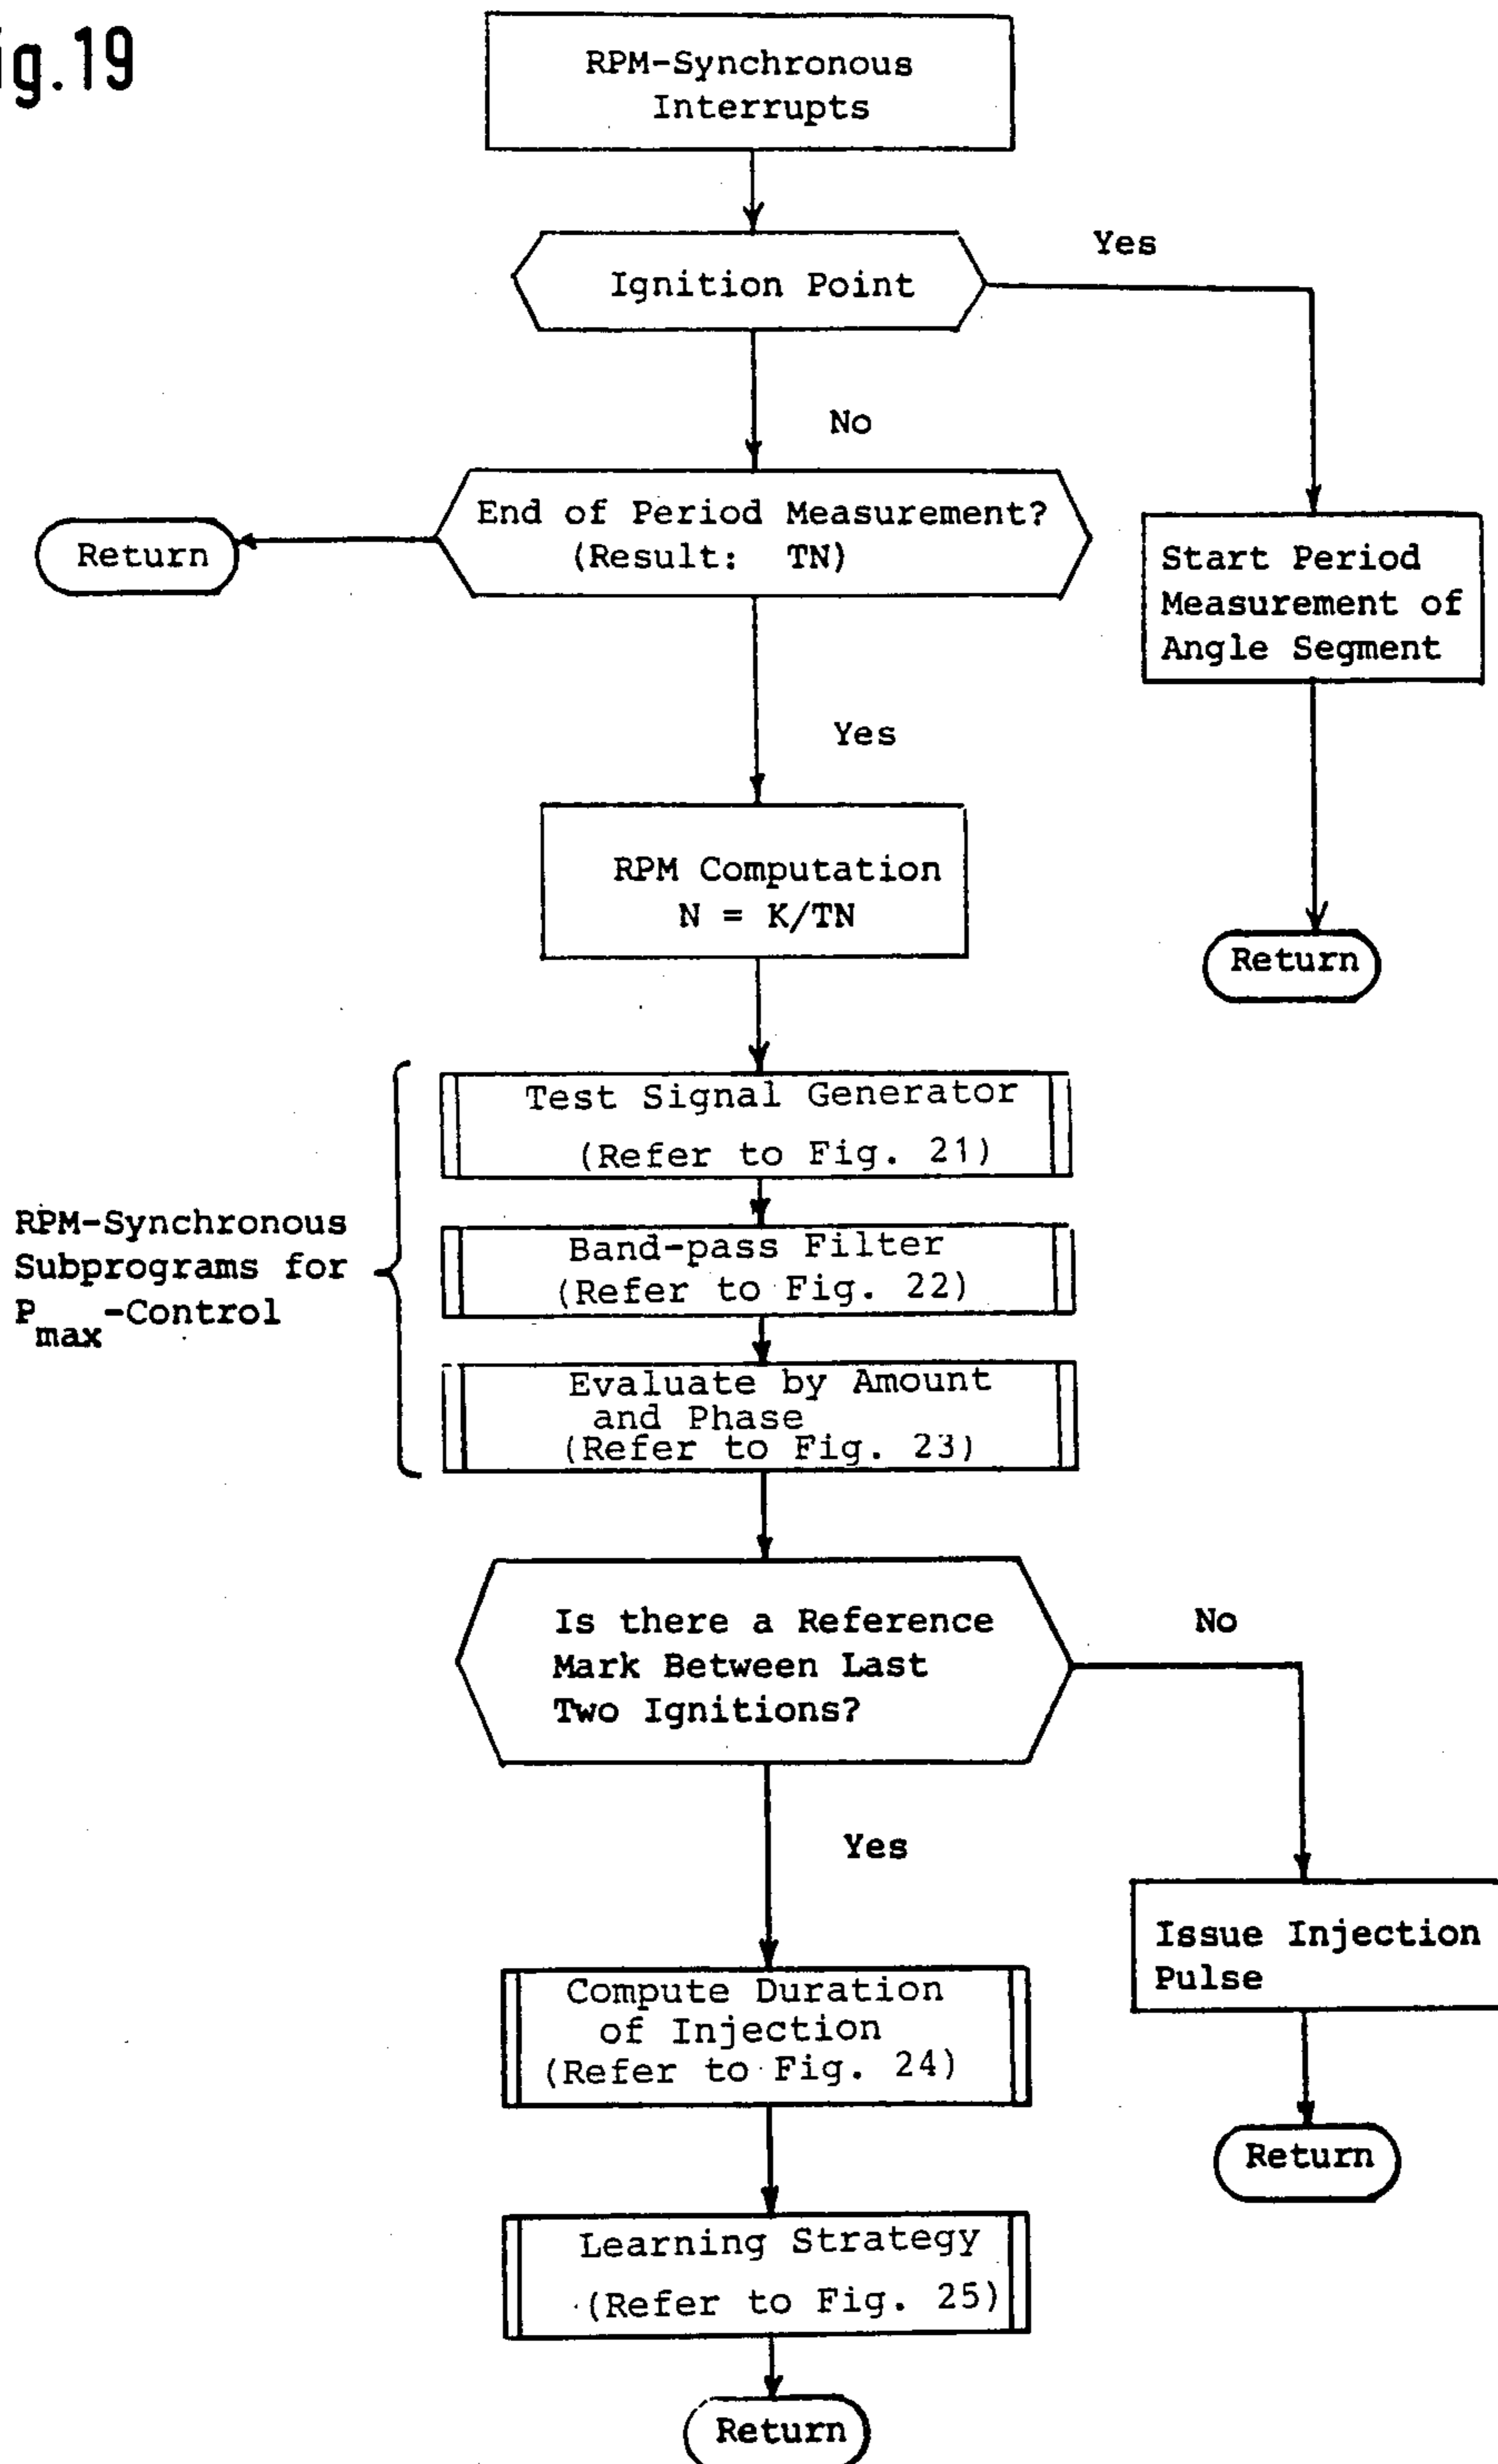 ig.19
RPM-Synchronous
Interrupts
Ignition Point
Yes
No
End of Period Measurement?
(Result: TN)
Return
Start Period
Measurement of
Angle Segment
Yes
RPM Computation
N = K/TN
Return
Test Signal Generator
(Refer to Fig. 21)
RPM-Synchronous
Subprograms for
Pmax-Control
Band-pass Filter
(Refer to Fig. 22)
Evaluate by Amount
and Phase
(Refer to Fig. 23)
Is there a Reference
Mark Between Last
Two Ignitions?
No
Yes
Issue Injection
Pulse
Compute Duration
of Injection
(Refer to Fig. 24)
Return
Learning Strategy
(Refer to Fig. 25)
Return